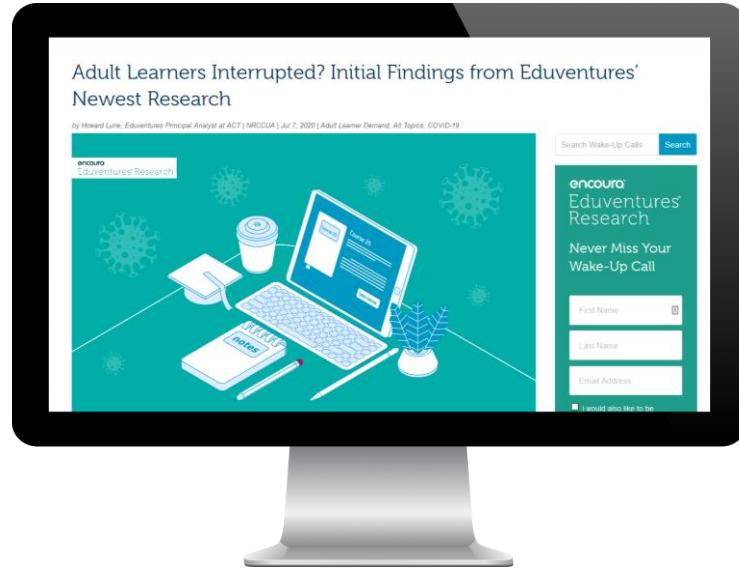 Adult Learners Interrupted? Initial Findings from Eduventures'
Newest Research
by Howard Lurie, Eduventures Principal Analyst at ACT | NRCCUA | Jul 7, 2020 | Adult Learner Demand, All Topics, COVID-19
Search Wake-Up Calls
Search
encoura
Eduventures Research
Course 25
notes
encoura
Eduventures'
Research
Never Miss Your
Wake-Up Call
First Name
Last Name
Email Address
I would also like to be